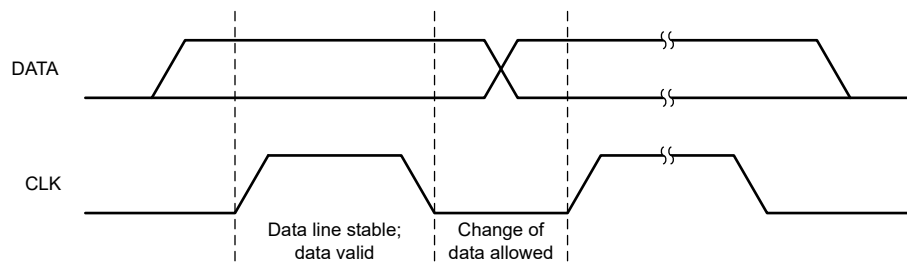 DATA
CLK
Data line stable;
data valid
Change of
data allowed